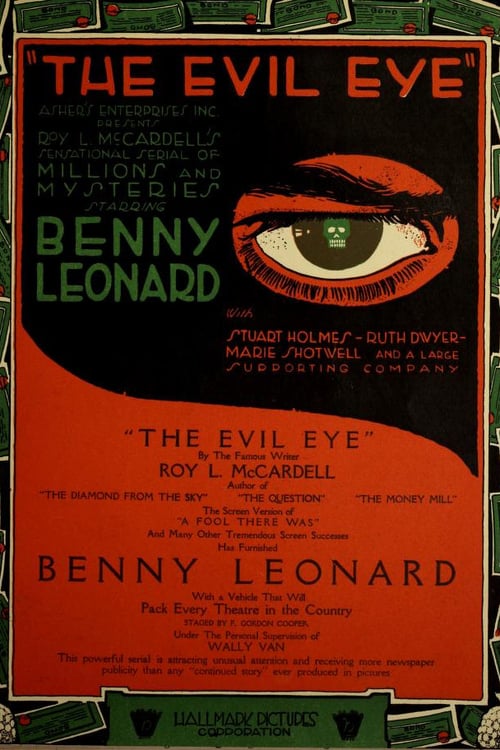 "THE EVIL EYE"
ASHER'S ENTERPRISES INC.
PRESENTS
ROY L. McCARDELL'S
SENSATIONAL SERIAL OF
MILLIONS AND
MYSTERIES
STARRING
BENNY
LEONARD
With
STUART HOLMES - RUTH DWYER -
MARIE SHOTWELL AND A LARGE
SUPPORTING COMPANY
"THE EVIL EYE"
By The Famous Writer
ROY L. McCARDELL
Author of
"THE DIAMOND FROM THE SKY" "THE QUESTION" "THE MONEY MILL"
The Screen Version of
"A FOOL THERE WAS"
And Many Other Tremendous Screen Successes
Has Furnished
BENNY LEONARD
With a Vehicle That Will
Pack Every Theatre in the Country
STAGED BY F. GORDON COOPER
Under The Personal Supervision of
WALLY VAN
This powerful serial is attracting unusual attention and receiving more newspaper
publicity than any "continued story" ever produced in pictures
HALLMARK PICTURES
CORPORATION